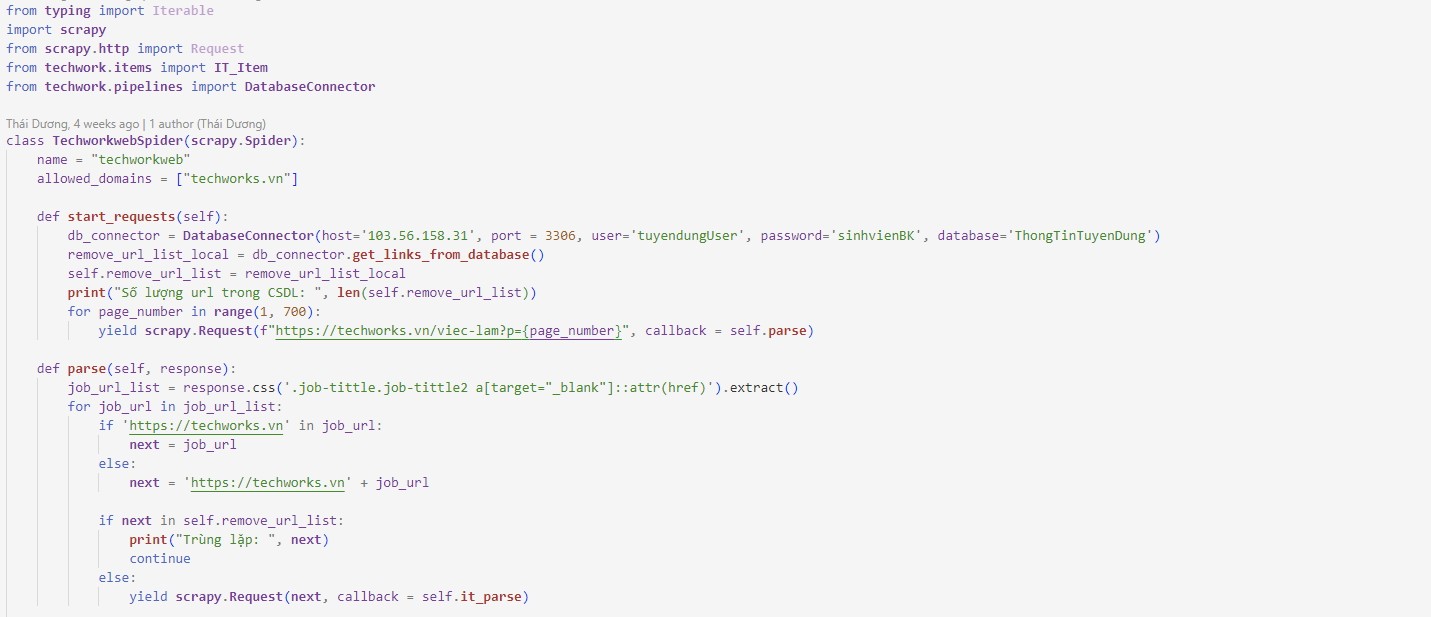 from typing import Iterable
import scrapy
from scrapy.http import Request
from techwork.items import IT_Item
from techwork.pipelines import DatabaseConnector
Thái Dương, 4 weeks ago | 1 author (Thái Dương)
class TechworkwebSpider(scrapy.Spider):
    name = "techworkweb"
    allowed_domains = ["techworks.vn"]
    def start_requests(self):
        db_connector = DatabaseConnector(host='103.56.158.31', port = 3306, user='tuyendungUser', password='sinhvienBK', database='ThongTinTuyenDung')
        remove_url_list_local = db_connector.get_links_from_database()
        self.remove_url_list = remove_url_list_local
        print("Số lượng url trong CSDL: ", len(self.remove_url_list))
        for page_number in range(1, 700):
            yield scrapy.Request(f"https://techworks.vn/viec-lam?p={page_number}", callback = self.parse)
    def parse(self, response):
        job_url_list = response.css('.job-tittle.job-tittle2 a[target="_blank"]::attr(href)').extract()
        for job_url in job_url_list:
            if 'https://techworks.vn' in job_url:
                next = job_url
            else:
                next = 'https://techworks.vn' + job_url
            if next in self.remove_url_list:
                print("Trùng lặp: ", next)
                continue
            else:
                yield scrapy.Request(next, callback = self.it_parse)